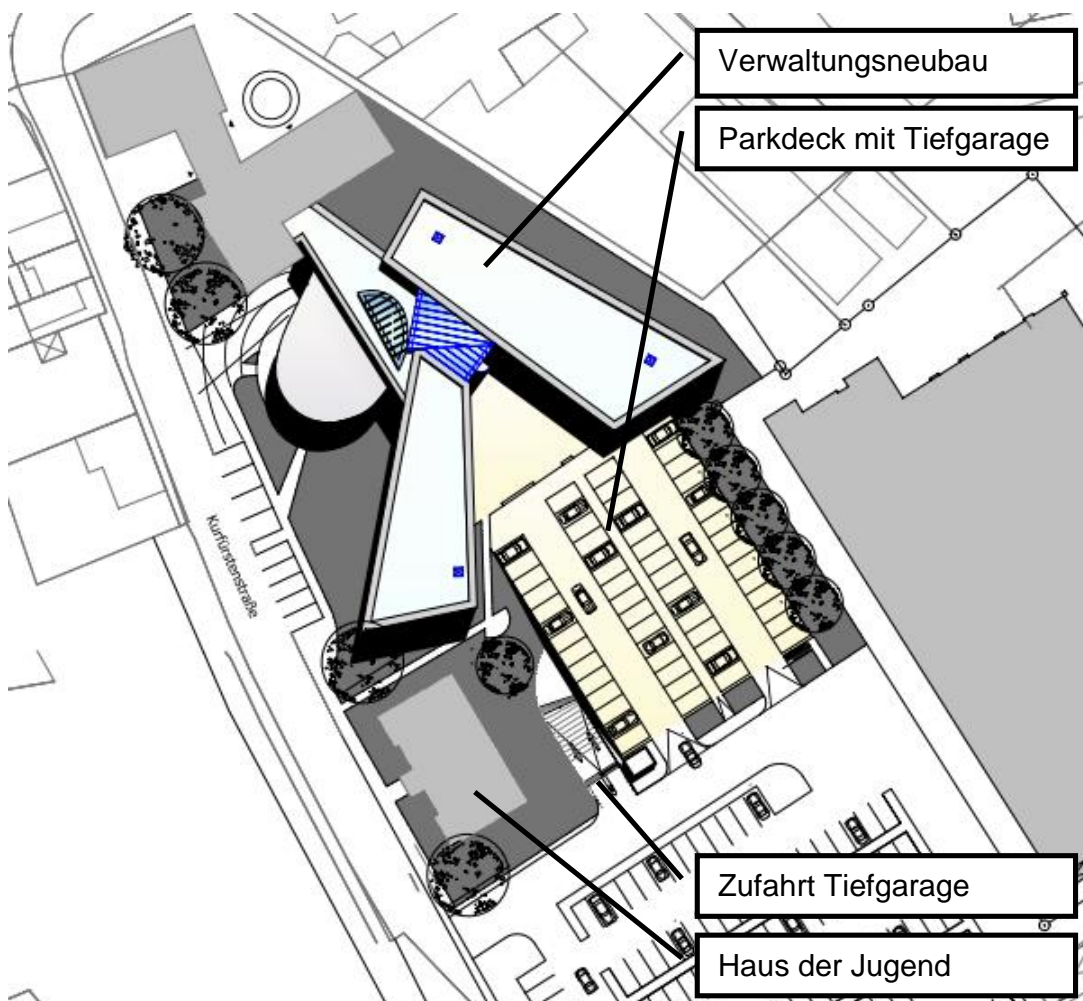 Verwaltungsneubau
Parkdeck mit Tiefgarage
Kurfürstenstraße
Zufahrt Tiefgarage
Haus der Jugend